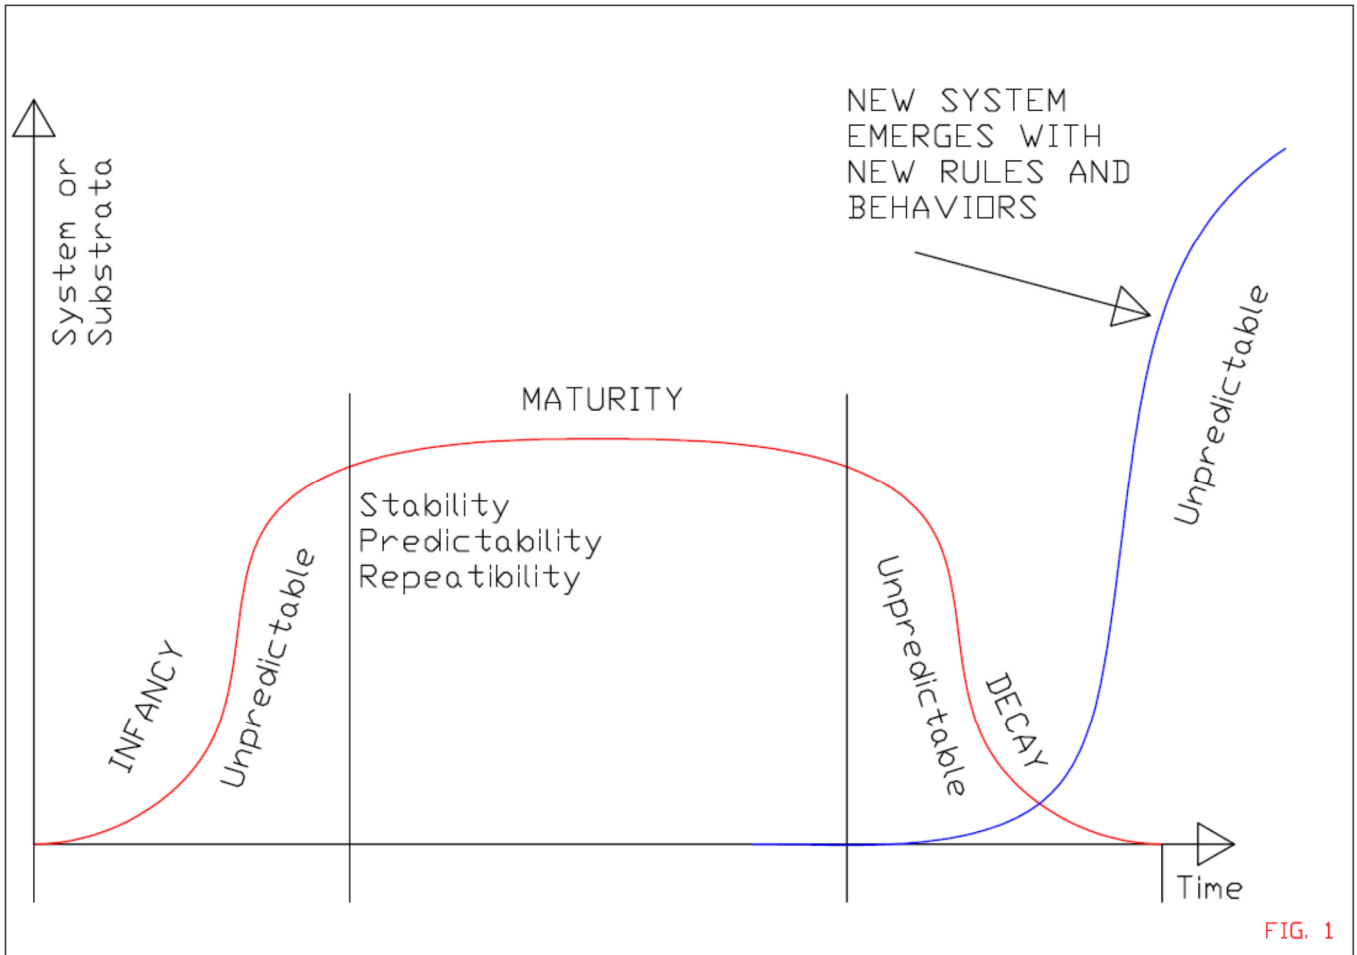 NEW SYSTEM
EMERGES WITH
NEW RULES AND
BEHAVIORS
System or
Substrata
MATURITY
Stability
Predictability
Repeatibility
INFANCY
Unpredictable
Unpredictable
DECAY
Unpredictable
Time
FIG. 1